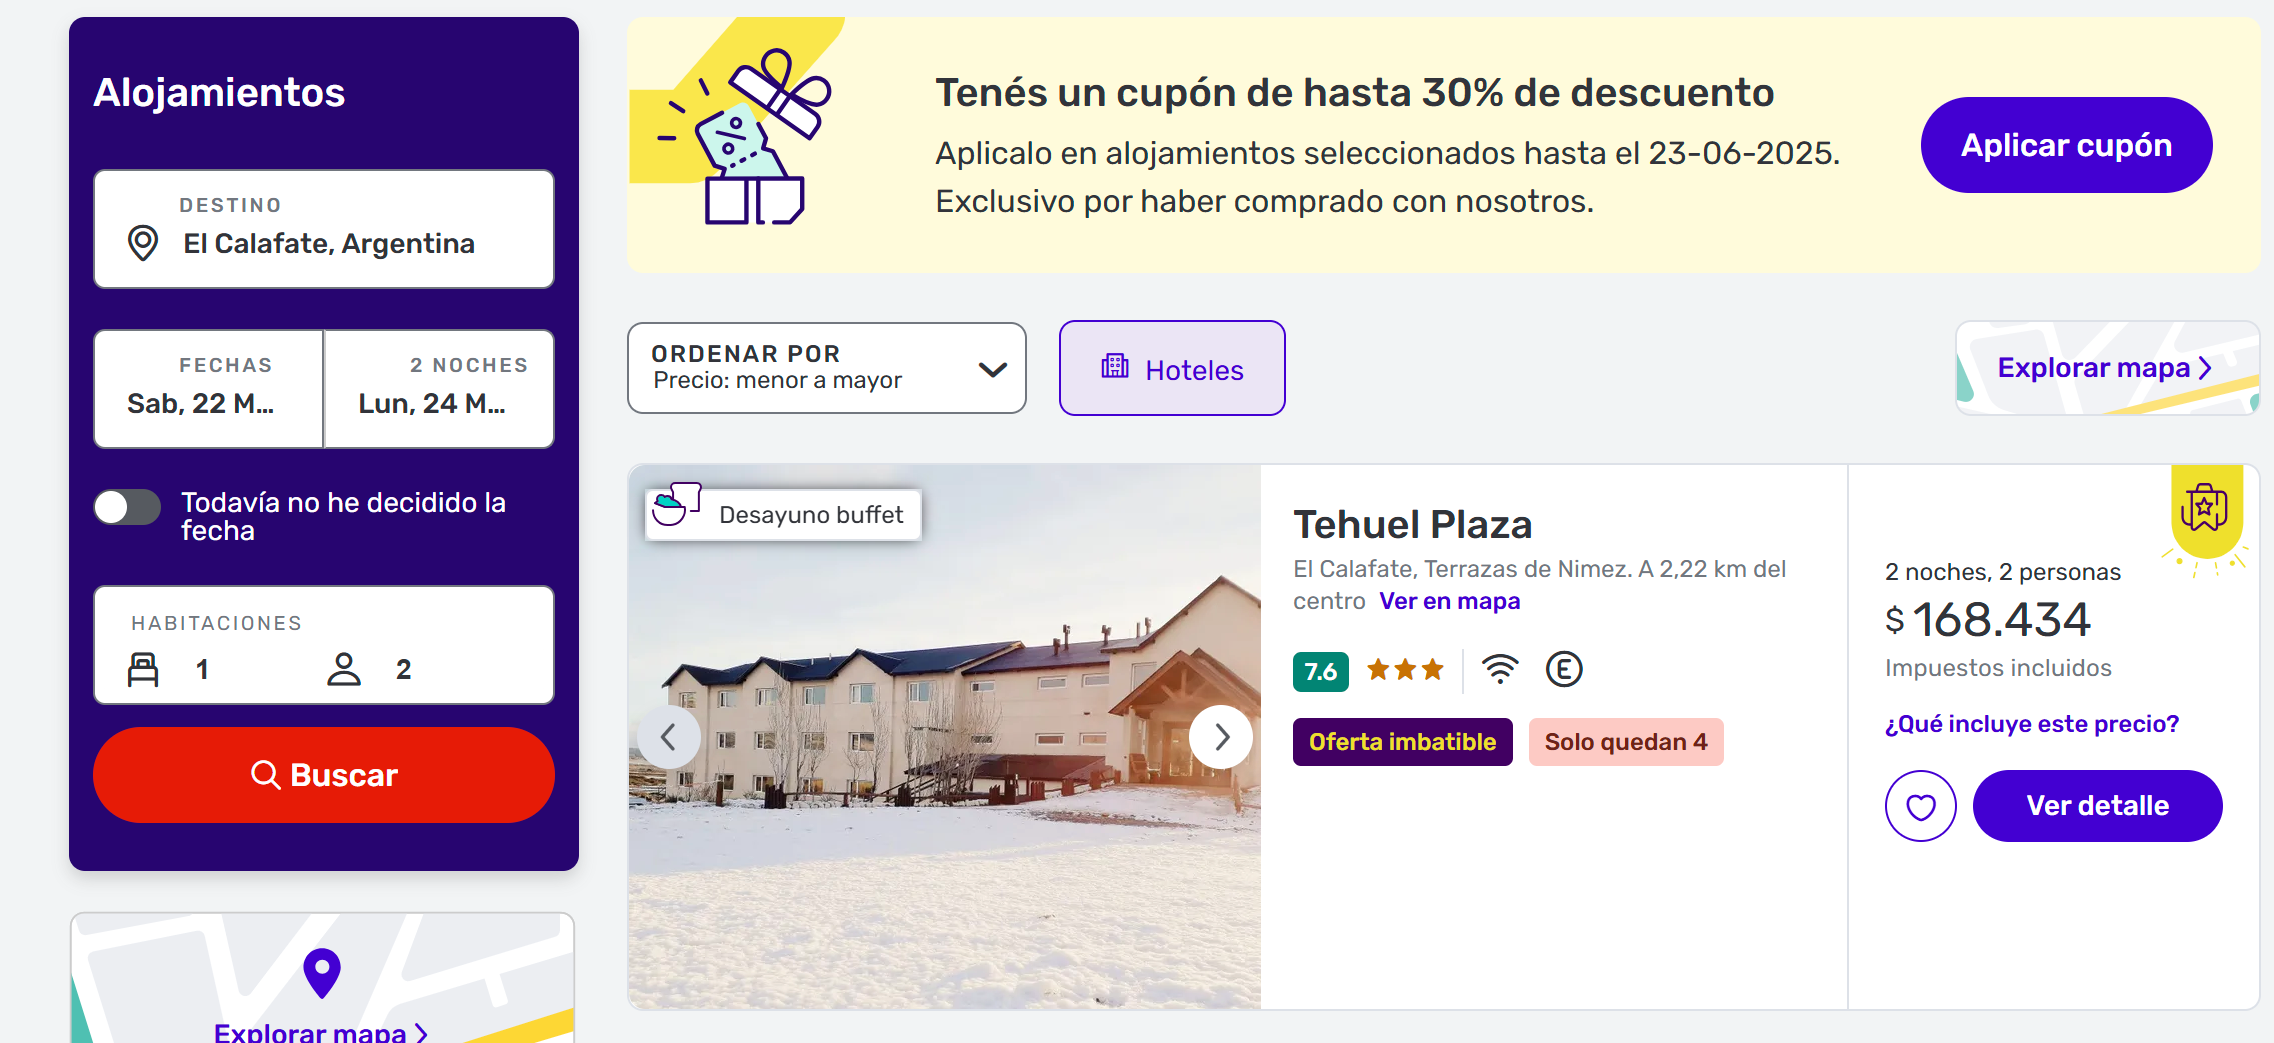 Alojamientos
DESTINO
El Calafate, Argentina
FECHAS
Sab, 22 M...
2 NOCHES
Lun, 24 M...
Todavía no he decidido la
fecha
HABITACIONES
1
2
Buscar
Explorar mapa
Tenés un cupón de hasta 30% de descuento
Aplicalo en alojamientos seleccionados hasta el 23-06-2025.
Exclusivo por haber comprado con nosotros.
Aplicar cupón
ORDENAR POR
Precio: menor a mayor
Hoteles
Explorar mapa
Desayuno buffet
Tehuel Plaza
El Calafate, Terrazas de Nimez. A 2,22 km del
centro Ver en mapa
7.6
E
Oferta imbatible
Solo quedan 4
2 noches, 2 personas
$ 168.434
Impuestos incluidos
¿Qué incluye este precio?
Ver detalle